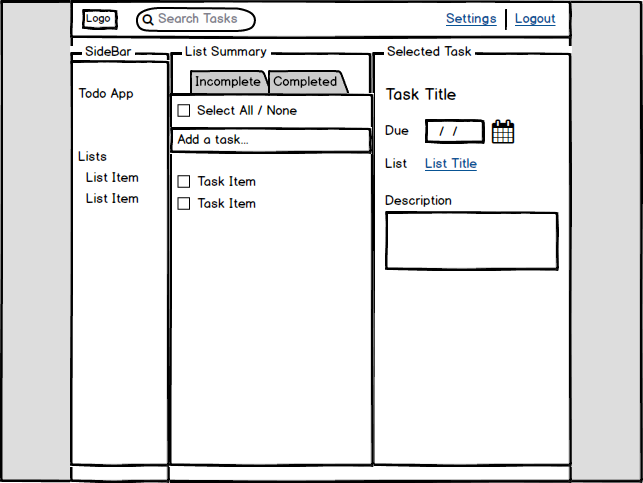 Logo
Search Tasks
Settings
Logout
SideBar
Todo App
Lists
List Item
List Item
List Summary
Incomplete
Completed
Select All / None
Add a task...
Task Item
Task Item
Selected Task
Task Title
Due / /
List List Title
Description